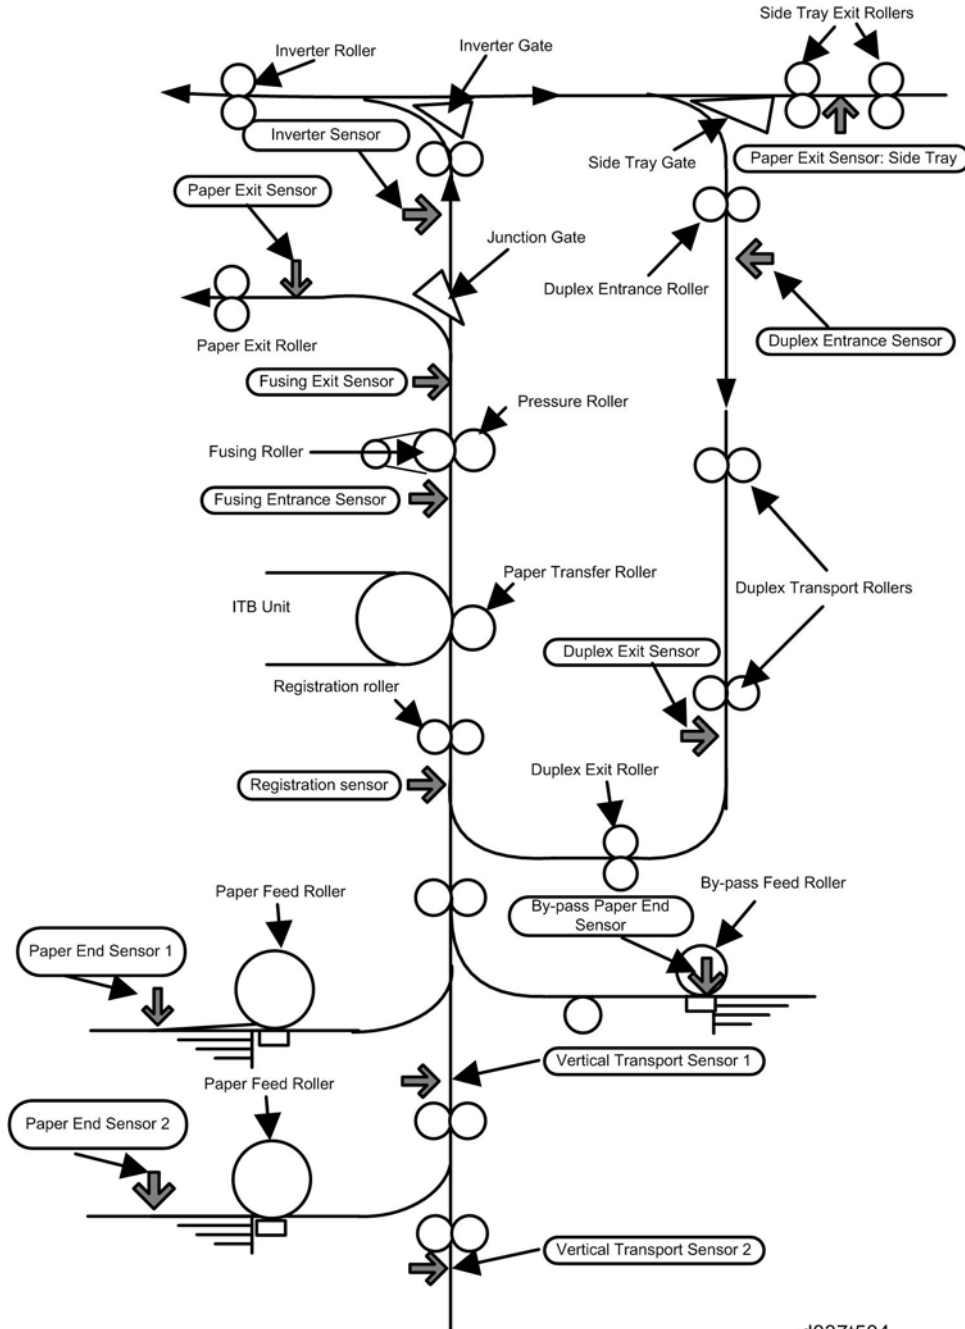 Side Tray Exit Rollers
Inverter Roller
Inverter Gate
Inverter Sensor
Paper Exit Sensor: Side Tray
Side Tray Gate
Paper Exit Sensor
Junction Gate
Duplex Entrance Roller
Duplex Entrance Sensor
Paper Exit Roller
Fusing Exit Sensor
Pressure Roller
Fusing Roller
Fusing Entrance Sensor
Paper Transfer Roller
Duplex Transport Rollers
ITB Unit
Duplex Exit Sensor
Registration roller
Duplex Exit Roller
Registration sensor
Paper Feed Roller
By-pass Feed Roller
By-pass Paper End
Sensor
Paper End Sensor 1
Vertical Transport Sensor 1
Paper Feed Roller
Paper End Sensor 2
Vertical Transport Sensor 2